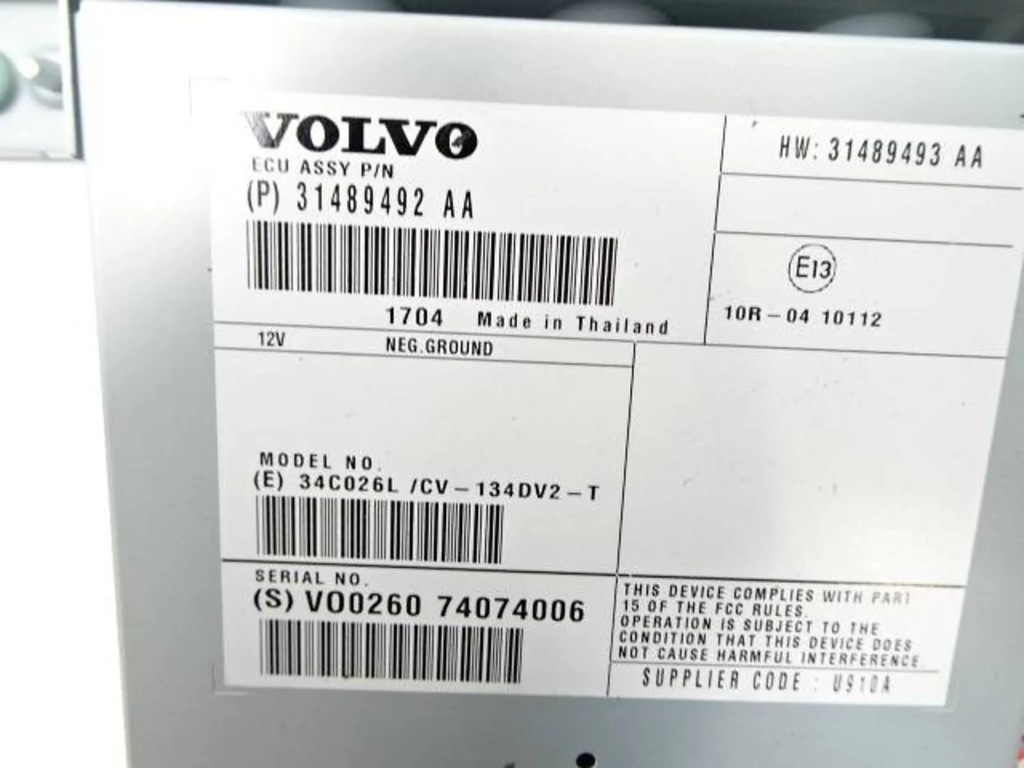 VOLVO
ECU ASSY P/N
(P) 31489492 AA
1704 Made in Thailand
HW: 31489493 AA
E13
10R-04 10112
12V NEG.GROUND
MODEL NO.
(E) 34C026L /CV-134DV2-T
SERIAL NO.
(S) VO0260 74074006
THIS DEVICE COMPLIES WITH PART
15 OF THE FCC RULES.
OPERATION IS SUBJECT TO THE
CONDITION THAT THIS DEVICE DOES
NOT CAUSE HARMFUL INTERFERENCE
SUPPLIER CODE : U910A